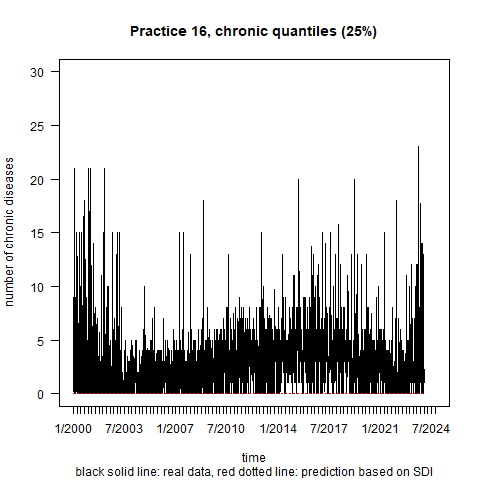 Practice 16, chronic quantiles (25%)
number of chronic diseases
30
25
20
15
10
5
0
1/2000 7/2003 1/2007 7/2010 1/2014 7/2017 1/2021 7/2024
time
black solid line: real data, red dotted line: prediction based on SDI